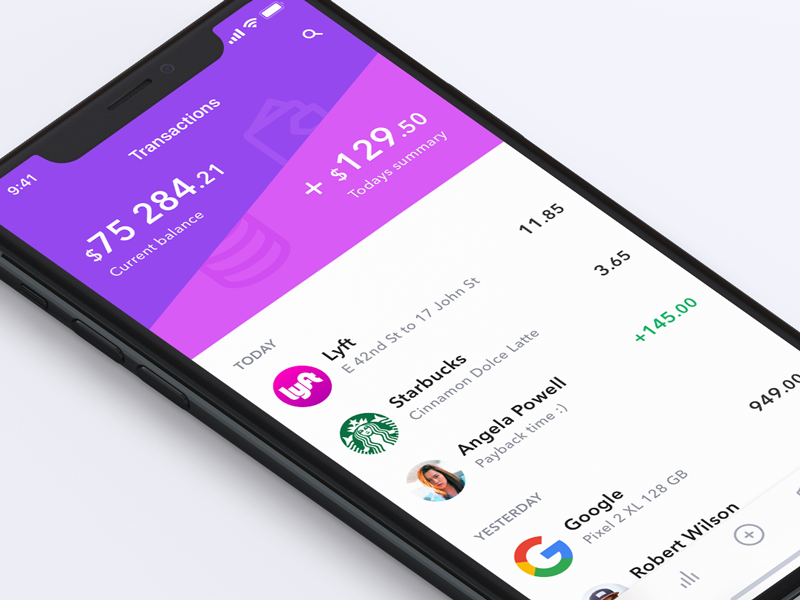 9:41
Transactions
$75 284.21
Current balance
+ $129.50
Todays summary
TODAY
lyft
Lyft
11.85
E 42nd St to 17 John St
Starbucks
3.65
Cinnamon Dolce Latte
Angela Powell
+145.00
Payback time :)
YESTERDAY
Google
949.00
Pixel 2 XL 128 GB
Robert Wilson